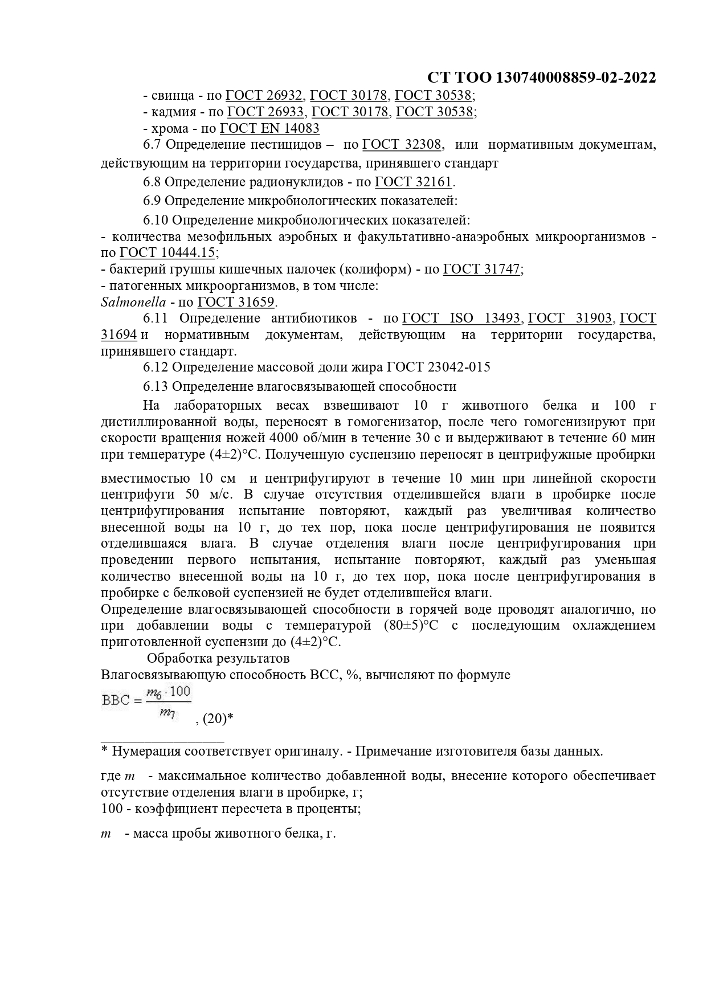 СТ ТОО 130740008859-02-2022
- свинца - по ГОСТ 26932, ГОСТ 30178, ГОСТ 30538;
- кадмия - по ГОСТ 26933, ГОСТ 30178, ГОСТ 30538;
- хрома - по ГОСТ EN 14083
6.7 Определение пестицидов – по ГОСТ 32308, или нормативным документам,
действующим на территории государства, принявшего стандарт
6.8 Определение радионуклидов - по ГОСТ 32161.
6.9 Определение микробиологических показателей:
6.10 Определение микробиологических показателей:
- количества мезофильных аэробных и факультативно-анаэробных микроорганизмов -
по ГОСТ 10444.15;
- бактерий группы кишечных палочек (колиформ) - по ГОСТ 31747;
- патогенных микроорганизмов, в том числе:
Salmonella - по ГОСТ 31659.
6.11 Определение антибиотиков - по ГОСТ ISO 13493, ГОСТ 31903, ГОСТ
31694 и нормативным документам, действующим на территории государства,
принявшего стандарт.
6.12 Определение массовой доли жира ГОСТ 23042-015
6.13 Определение влагосвязывающей способности
На лабораторных весах взвешивают 10 г животного белка и 100 г
дистиллированной воды, переносят в гомогенизатор, после чего гомогенизируют при
скорости вращения ножей 4000 об/мин в течение 30 с и выдерживают в течение 60 мин
при температуре (4±2)°С. Полученную суспензию переносят в центрифужные пробирки
вместимостью 10 см и центрифугируют в течение 10 мин при линейной скорости
центрифуги 50 м/с. В случае отсутствия отделившейся влаги в пробирке после
центрифугирования испытание повторяют, каждый раз увеличивая количество
внесенной воды на 10 г, до тех пор, пока после центрифугирования не появится
отделившаяся влага. В случае отделения влаги после центрифугирования при
проведении первого испытания, испытание повторяют, каждый раз уменьшая
количество внесенной воды на 10 г, до тех пор, пока после центрифугирования в
пробирке с белковой суспензией не будет отделившейся влаги.
Определение влагосвязывающей способности в горячей воде проводят аналогично, но
при добавлении воды с температурой (80±5)°С с последующим охлаждением
приготовленной суспензии до (4±2)°С.
Обработка результатов
Влагосвязывающую способность ВСС, %, вычисляют по формуле
ВВС = m6 · 100 / m7 , (20)*
_________________
* Нумерация соответствует оригиналу. - Примечание изготовителя базы данных.
где m - максимальное количество добавленной воды, внесение которого обеспечивает
отсутствие отделения влаги в пробирке, г;
100 - коэффициент пересчета в проценты;
m - масса пробы животного белка, г.